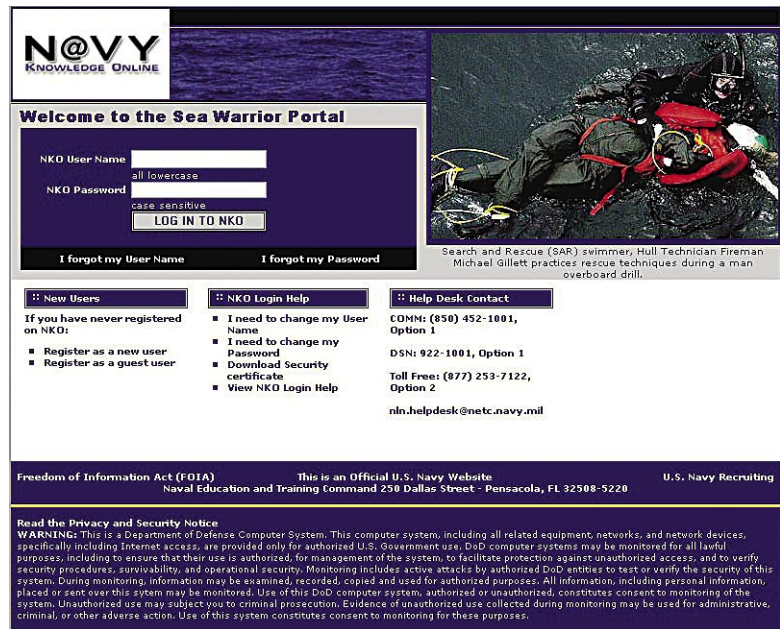 N@VY
KNOWLEDGE ONLINE
Welcome to the Sea Warrior Portal
NKO User Name
all lowercase
NKO Password
case sensitive
LOG IN TO NKO
I forgot my User Name
I forgot my Password
Search and Rescue (SAR) swimmer, Hull Technician Fireman
Michael Gillett practices rescue techniques during a man
overboard drill.
:: New Users
If you have never registered
on NKO:
Register as a new user
Register as a guest user
:: NKO Login Help
I need to change my User
Name
I need to change my
Password
Download Security
certificate
View NKO Login Help
:: Help Desk Contact
COMM: (850) 452-1001,
Option 1
DSN: 922-1001, Option 1
Toll Free: (877) 253-7122,
Option 2
nln.helpdesk@netc.navy.mil
Freedom of Information Act (FOIA)
This is an Official U.S. Navy Website
U.S. Navy Recruiting
Naval Education and Training Command 250 Dallas Street - Pensacola, FL 32508-5220
Read the Privacy and Security Notice
WARNING: This is a Department of Defense Computer System. This computer system, including all related equipment, networks, and network devices,
specifically including Internet access, are provided only for authorized U.S. Government use. DoD computer systems may be monitored for all lawful
purposes, including to ensure that their use is authorized, for management of the system, to facilitate protection against unauthorized access, and to verify
security procedures, survivability, and operational security. Monitoring includes active attacks by authorized DoD entities to test or verify the security of this
system. During monitoring, information may be examined, recorded, copied and used for authorized purposes. All information, including personal information,
placed or sent over this sytem may be monitored. Use of this DoD computer system, authorized or unauthorized, constitutes consent to monitoring of the
system. Unauthorized use may subject you to criminal prosecution. Evidence of unauthorized use collected during monitoring may be used for administrative,
criminal, or other adverse action. Use of this system constitutes consent to monitoring for these purposes.